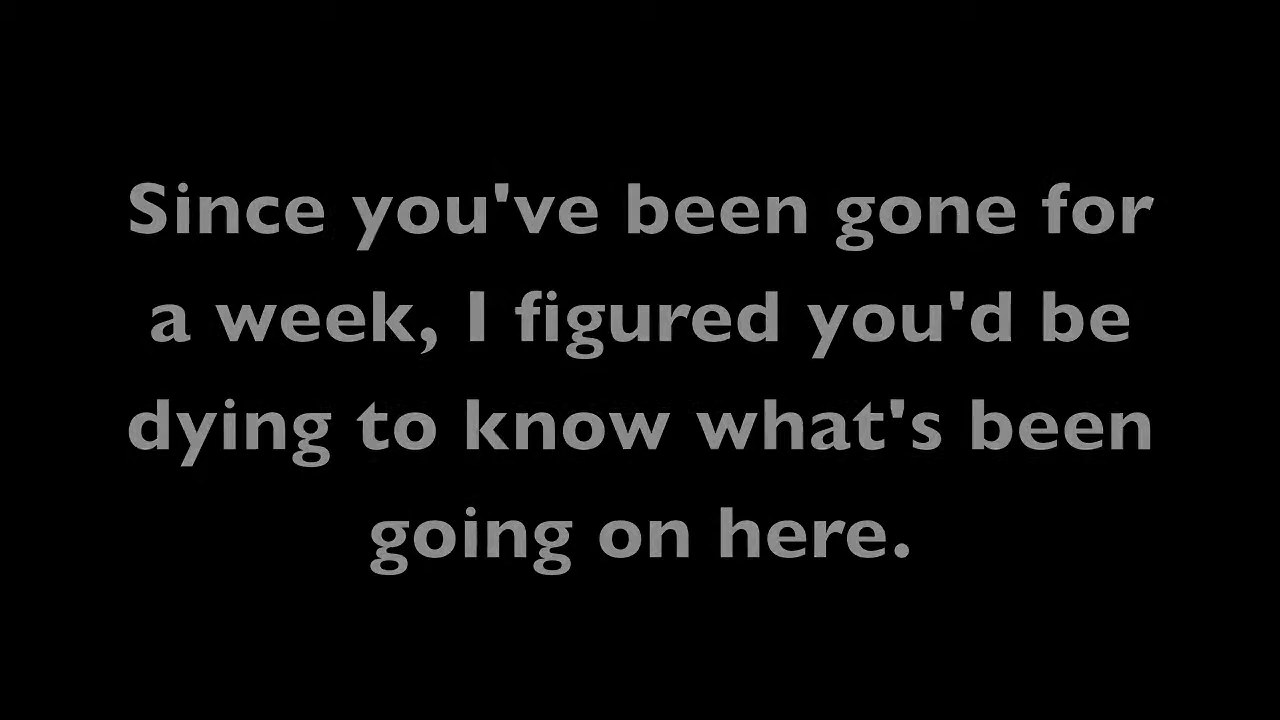 Since you've been gone for
a week, I figured you'd be
dying to know what's been
going on here.